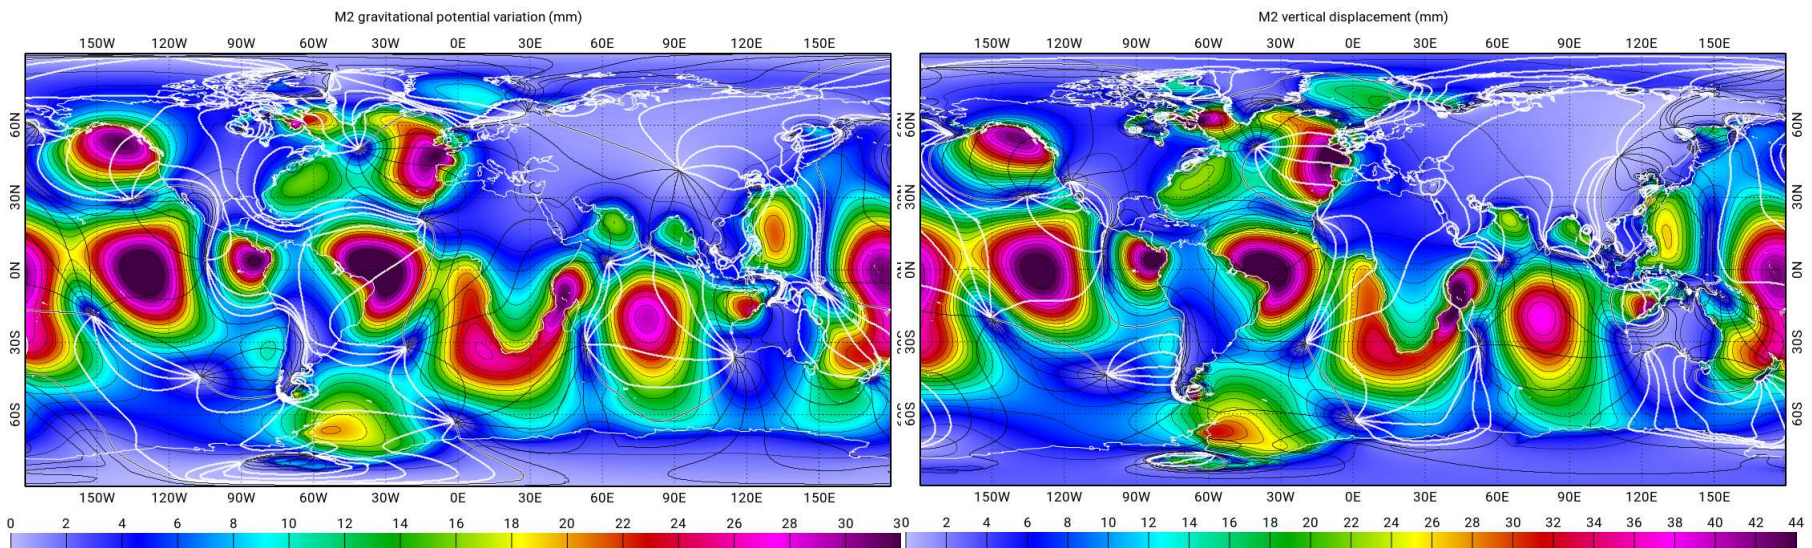 M2 gravitational potential variation (mm)
150W 120W 90W 60W 30W 0E 30E 60E 90E 120E 150E
60N 60N
30N 30N
0N 0N
30S 30S
60S 60S
150W 120W 90W 60W 30W 0E 30E 60E 90E 120E 150E
0 2 4 6 8 10 12 14 16 18 20 22 24 26 28 30 30
M2 vertical displacement (mm)
150W 120W 90W 60W 30W 0E 30E 60E 90E 120E 150E
60N 60N
30N 30N
0N 0N
30S 30S
60S 60S
150W 120W 90W 60W 30W 0E 30E 60E 90E 120E 150E
2 4 6 8 10 12 14 16 18 20 22 24 26 28 30 32 34 36 38 40 42 44